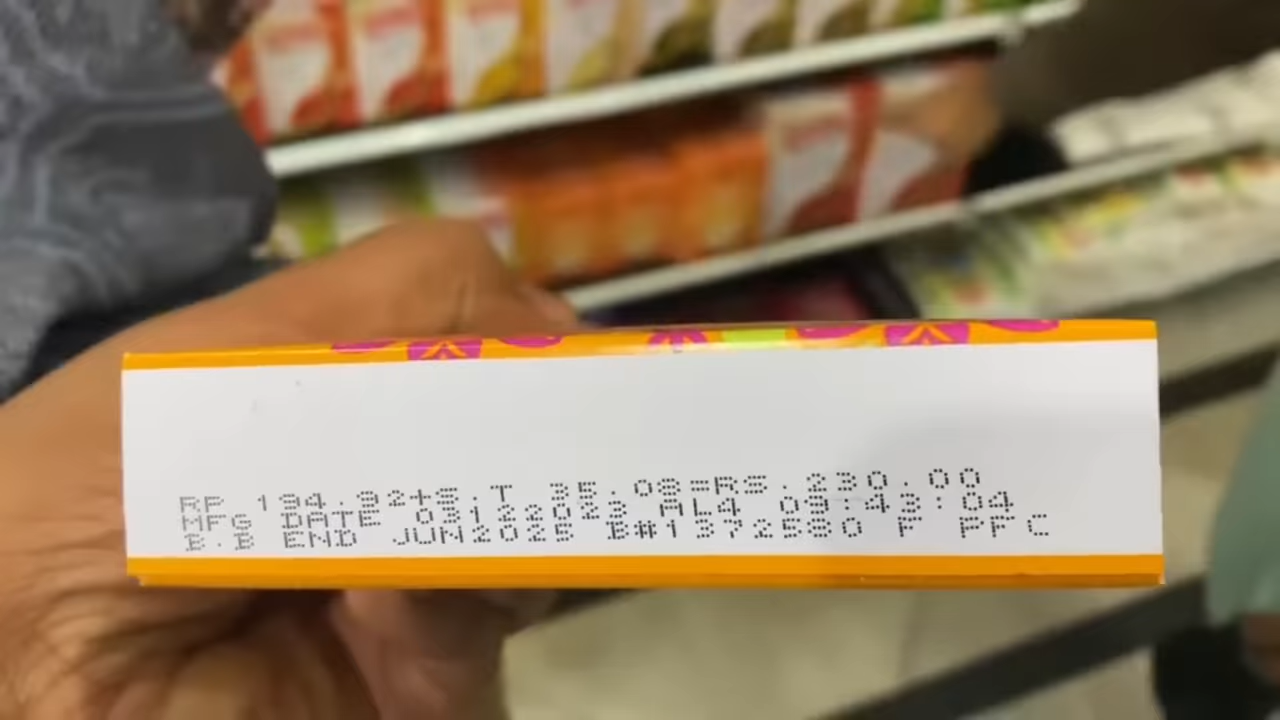 RP 194.92+S.T 35.08=RS.230.00
MFG DATE 03122023 AL4 09:43:04
B.B END JUN2025 B#1372580 F PFC